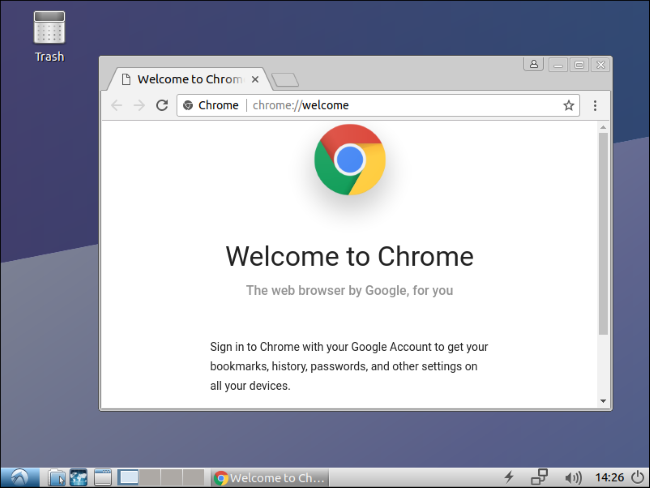 Trash
Welcome to Chrom
Chrome
chrome://welcome
Welcome to Chrome
The web browser by Google, for you
Sign in to Chrome with your Google Account to get your
bookmarks, history, passwords, and other settings on
all your devices.
Welcome to Ch...
14:26